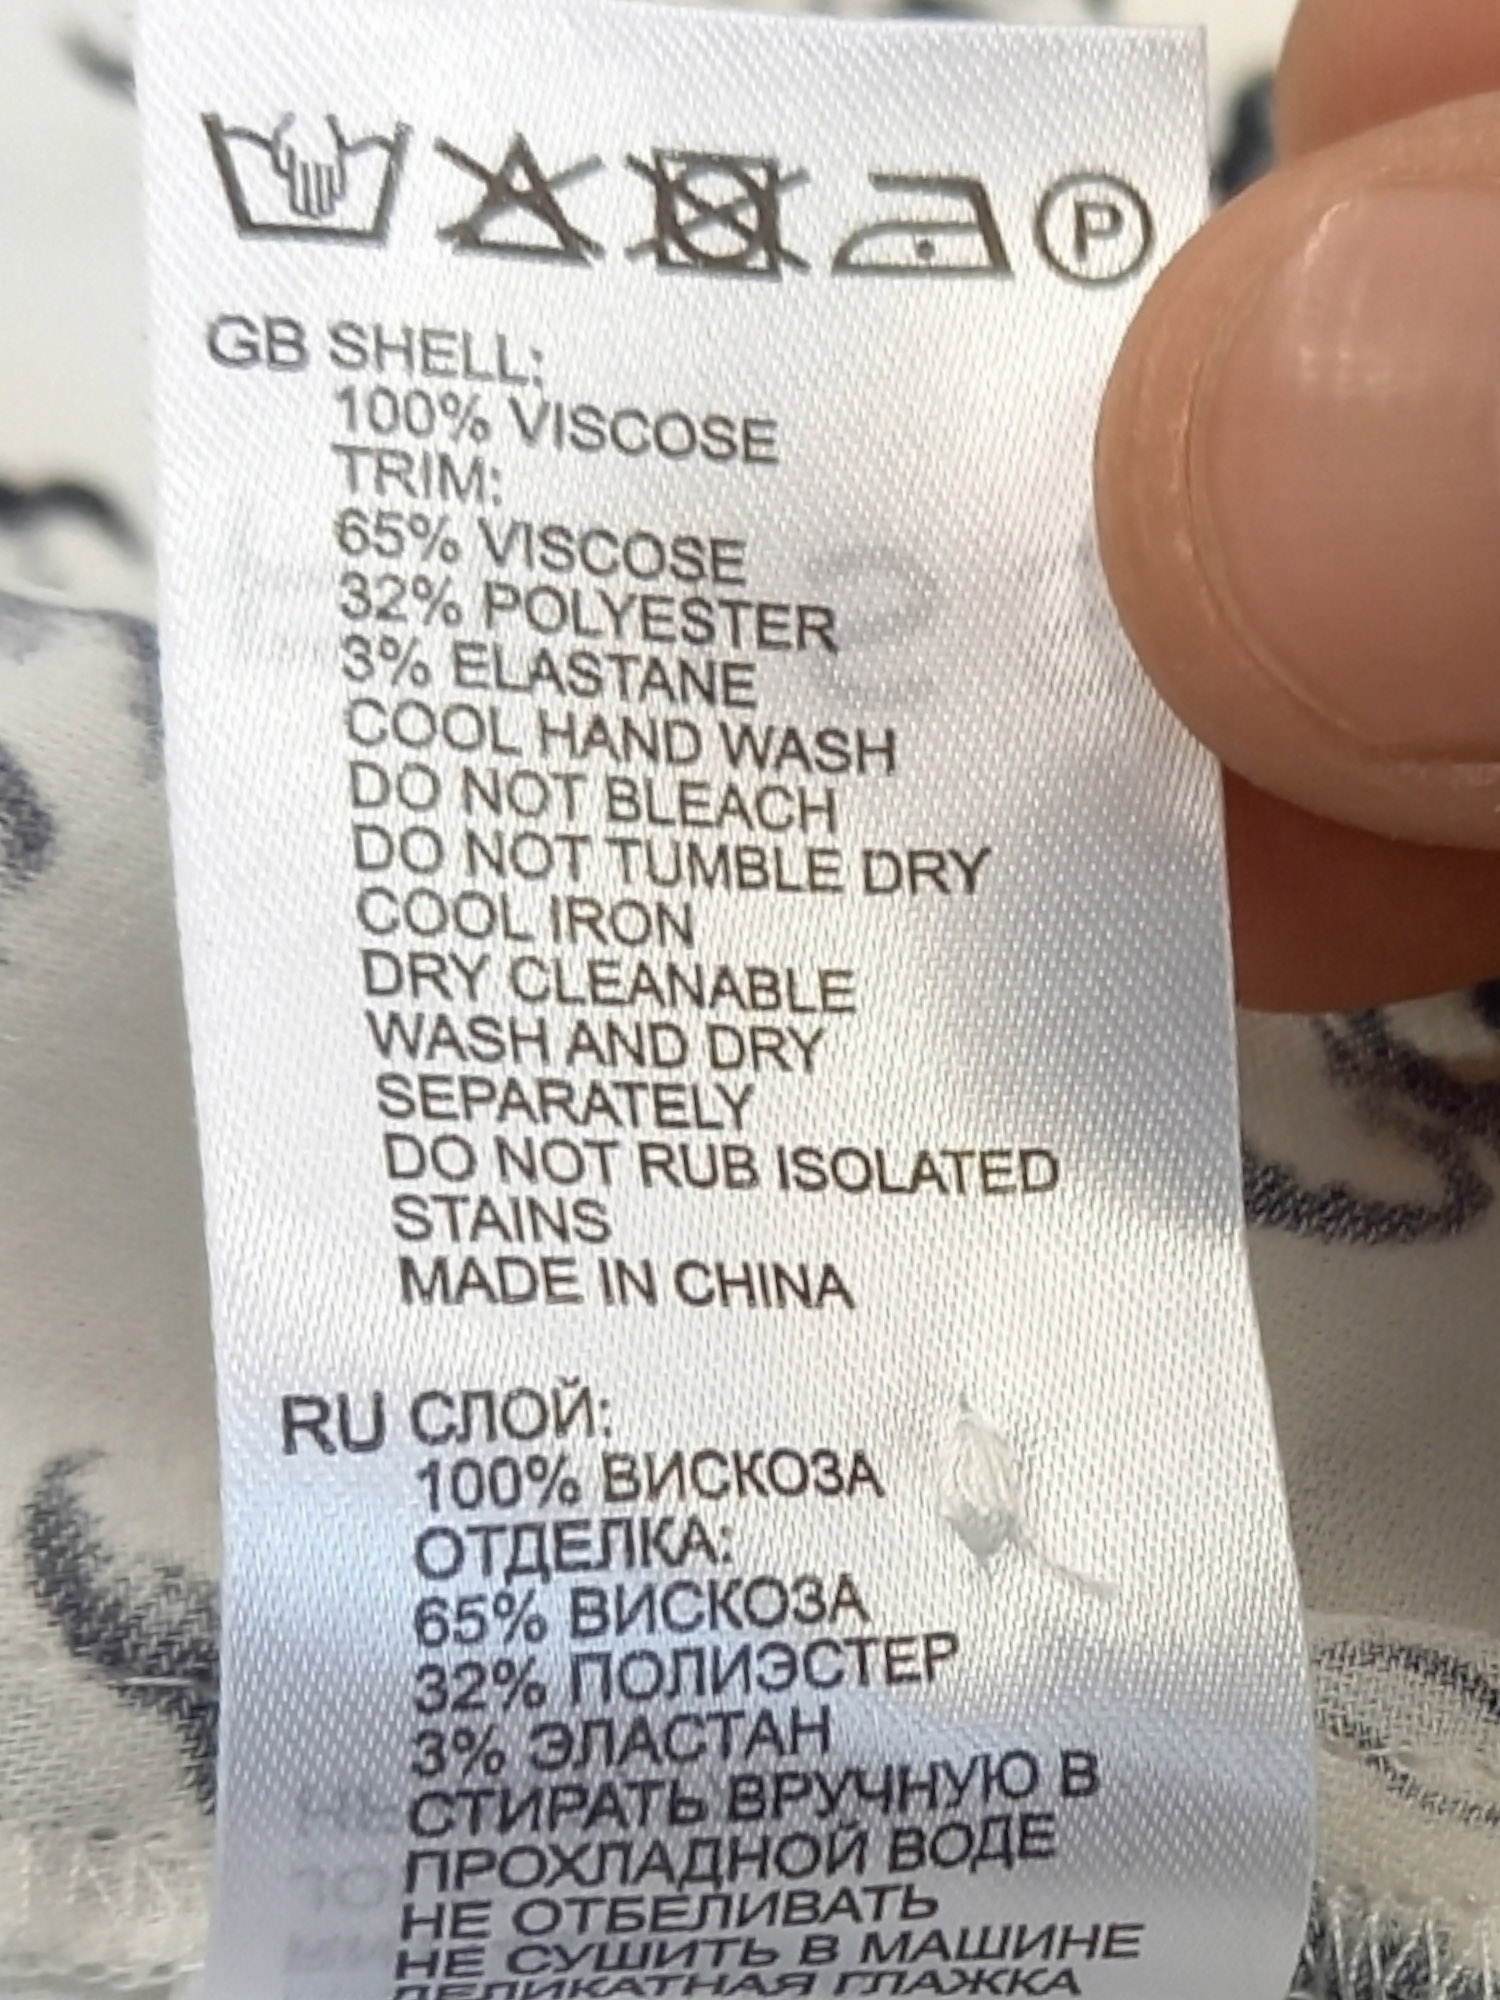 P
GB SHELL:
100% VISCOSE
TRIM:
65% VISCOSE
32% POLYESTER
3% ELASTANE
COOL HAND WASH
DO NOT BLEACH
DO NOT TUMBLE DRY
COOL IRON
DRY CLEANABLE
WASH AND DRY
SEPARATELY
DO NOT RUB ISOLATED
STAINS
MADE IN CHINA
RU СЛОЙ:
100% ВИСКОЗА
ОТДЕЛКА:
65% ВИСКОЗА
32% ПОЛИЭСТЕР
3% ЭЛАСТАН
СТИРАТЬ ВРУЧНУЮ В
ПРОХЛАДНОЙ ВОДЕ
НЕ ОТБЕЛИВАТЬ
НЕ СУШИТЬ В МАШИНЕ
ДЕЛИКАТНАЯ ГЛАЖКА